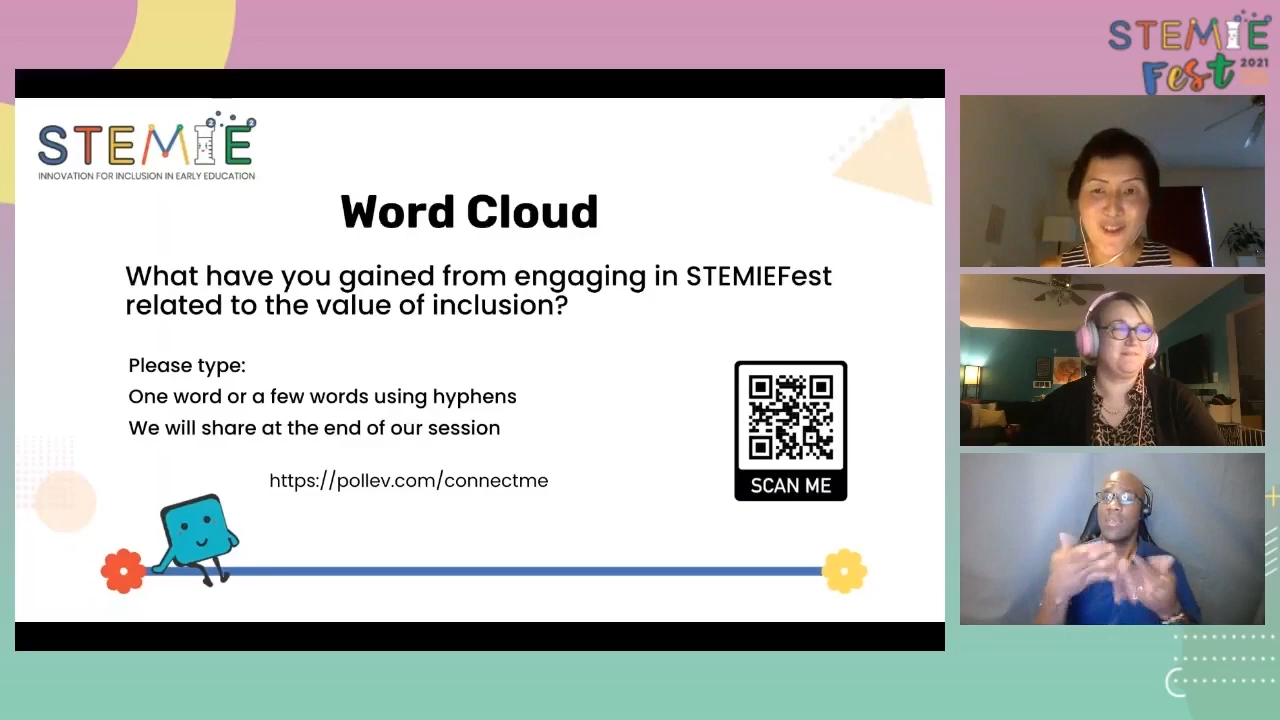 STEMIE
Fest 2021
STEMIE
INNOVATION FOR INCLUSION IN EARLY EDUCATION
Word Cloud
What have you gained from engaging in STEMIEFest
related to the value of inclusion?
Please type:
One word or a few words using hyphens
We will share at the end of our session
https://pollev.com/connectme
SCAN ME